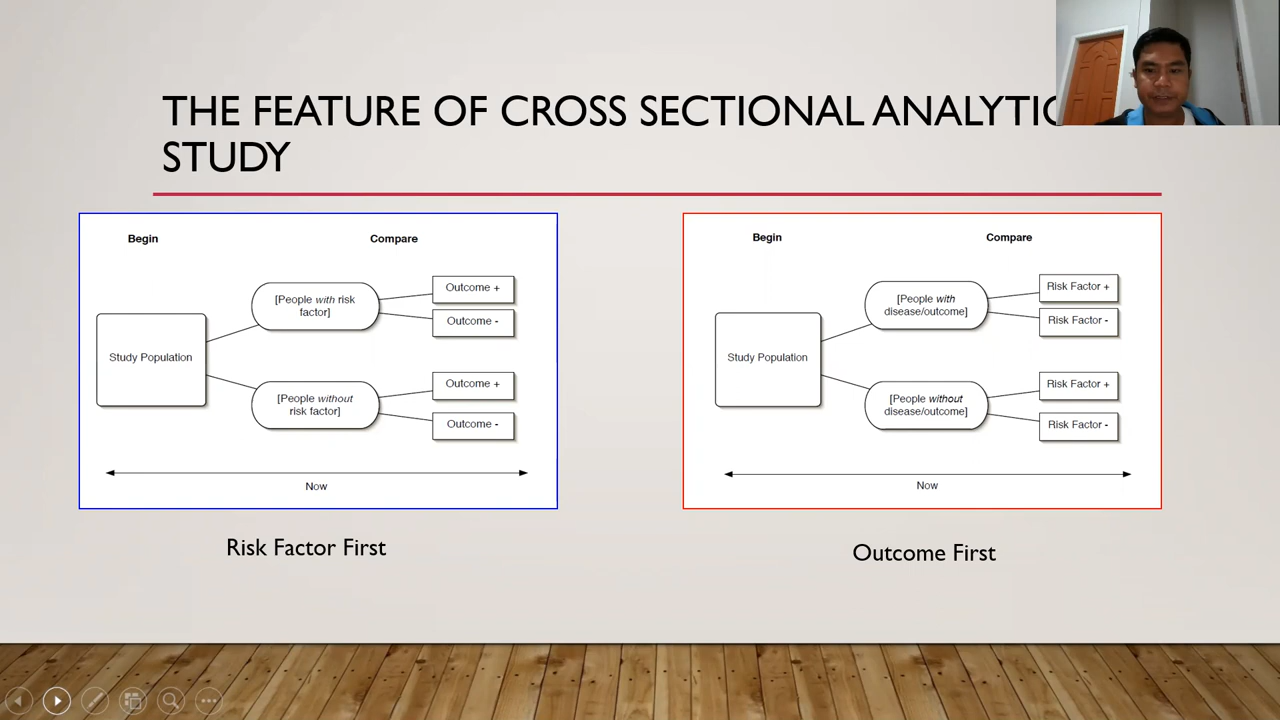 THE FEATURE OF CROSS SECTIONAL ANALYTIC
STUDY
Begin
Compare
Study Population
[People with risk
factor]
[People without
risk factor]
Outcome +
Outcome -
Outcome +
Outcome -
Now
Risk Factor First
Begin
Compare
Study Population
[People with
disease/outcome]
[People without
disease/outcome]
Risk Factor +
Risk Factor -
Risk Factor +
Risk Factor -
Now
Outcome First